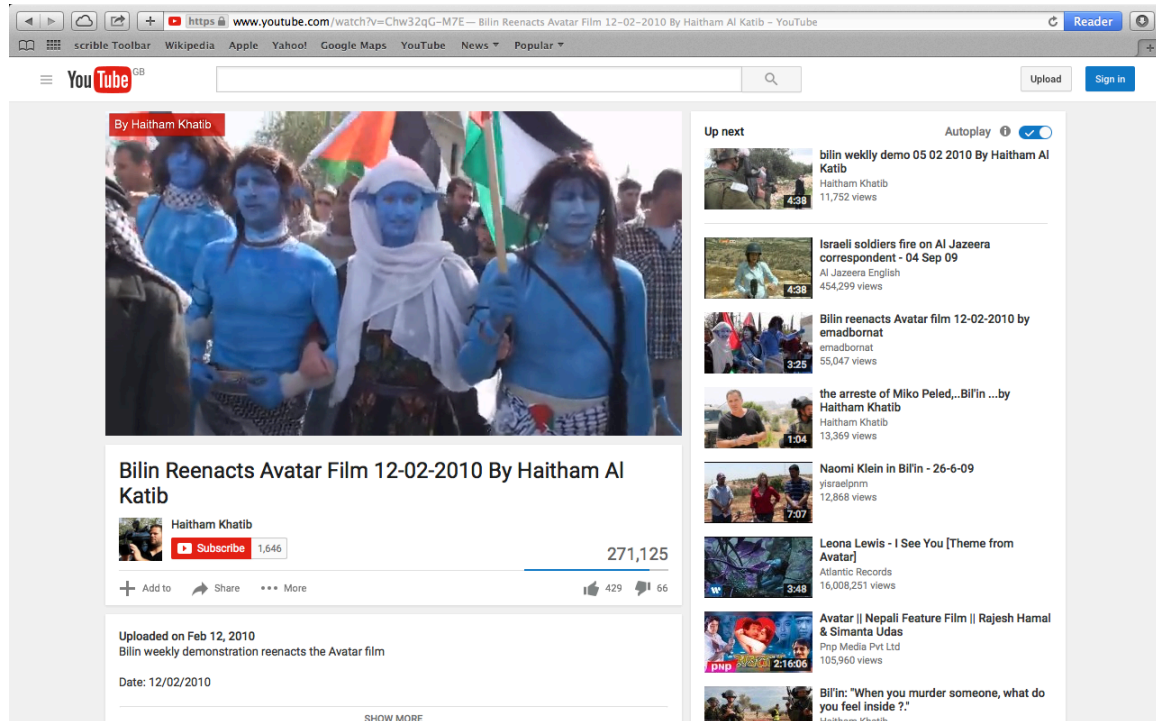 https www.youtube.com/watch?v=Chw32qG-M7E — Bilin Reenacts Avatar Film 12-02-2010 By Haitham Al Katib - YouTube
Reader
scrible Toolbar Wikipedia Apple Yahoo! Google Maps YouTube News Popular
YouTube GB
Upload
Sign in
By Haitham Khatib
Bilin Reenacts Avatar Film 12-02-2010 By Haitham Al
Katib
Haitham Khatib
Subscribe 1,646
271,125
Add to Share More
429 66
Uploaded on Feb 12, 2010
Bilin weekly demonstration reenacts the Avatar film
Date: 12/02/2010
SHOW MORE
Up next
Autoplay
bilin weklly demo 05 02 2010 By Haitham Al
Katib
Haitham Khatib
11,752 views
4:38
Israeli soldiers fire on Al Jazeera
correspondent - 04 Sep 09
Al Jazeera English
454,299 views
4:38
Bilin reenacts Avatar film 12-02-2010 by
emadbornat
emadbornat
55,047 views
3:25
the arreste of Miko Peled,..Bil'in ...by
Haitham Khatib
Haitham Khatib
13,369 views
1:04
Naomi Klein in Bil'in - 26-6-09
yisraelpnm
12,868 views
7:07
Leona Lewis - I See You [Theme from
Avatar]
Atlantic Records
16,008,251 views
3:48
Avatar || Nepali Feature Film || Rajesh Hamal
& Simanta Udas
Pnp Media Pvt Ltd
105,960 views
pnp
2:16:06
Bil'in: "When you murder someone, what do
you feel inside ?."
Haitham Khatib